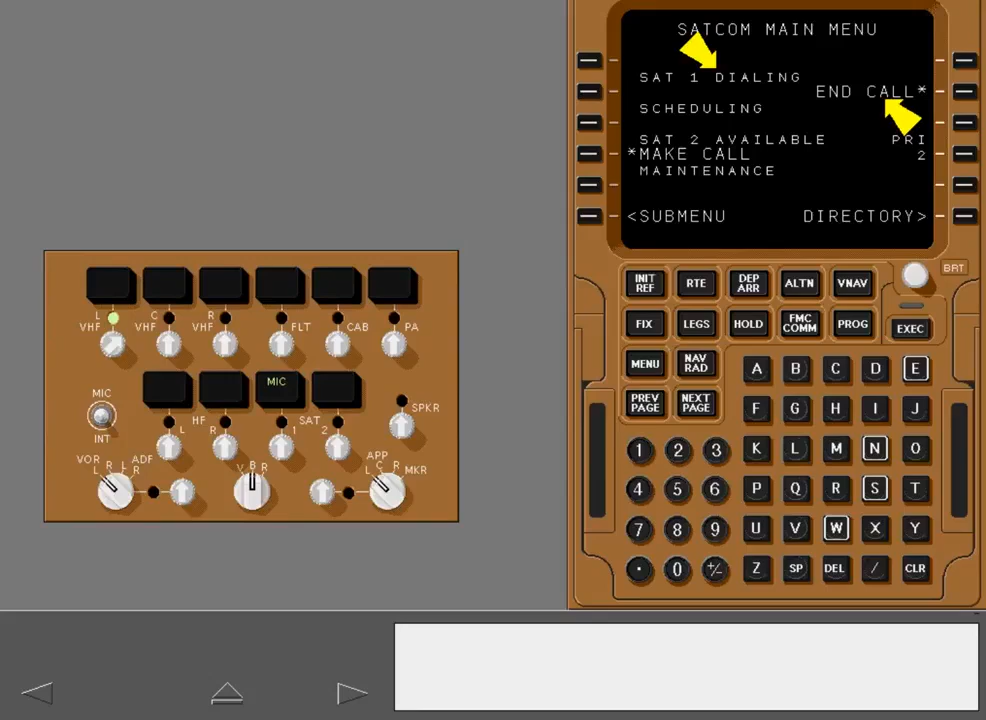 SATCOM MAIN MENU
SAT 1 DIALING
END CALL*
SCHEDULING
SAT 2 AVAILABLE PRI
*MAKE CALL 2
MAINTENANCE
<SUBMENU DIRECTORY>
BRT
INIT REF RTE DEP ARR ALTN VNAV
FIX LEGS HOLD FMC COMM PROG EXEC
MENU NAV RAD
PREV PAGE NEXT PAGE
A B C D E
F G H I J
1 2 3 K L M N O
4 5 6 P Q R S T
7 8 9 U V W X Y
. 0 +/- Z SP DEL / CLR
L VHF C VHF R VHF FLT CAB PA
MIC
MIC INT
L HF R 1 SAT 2 SPKR
VOR L R ADF L R
V B R
APP L C R MKR